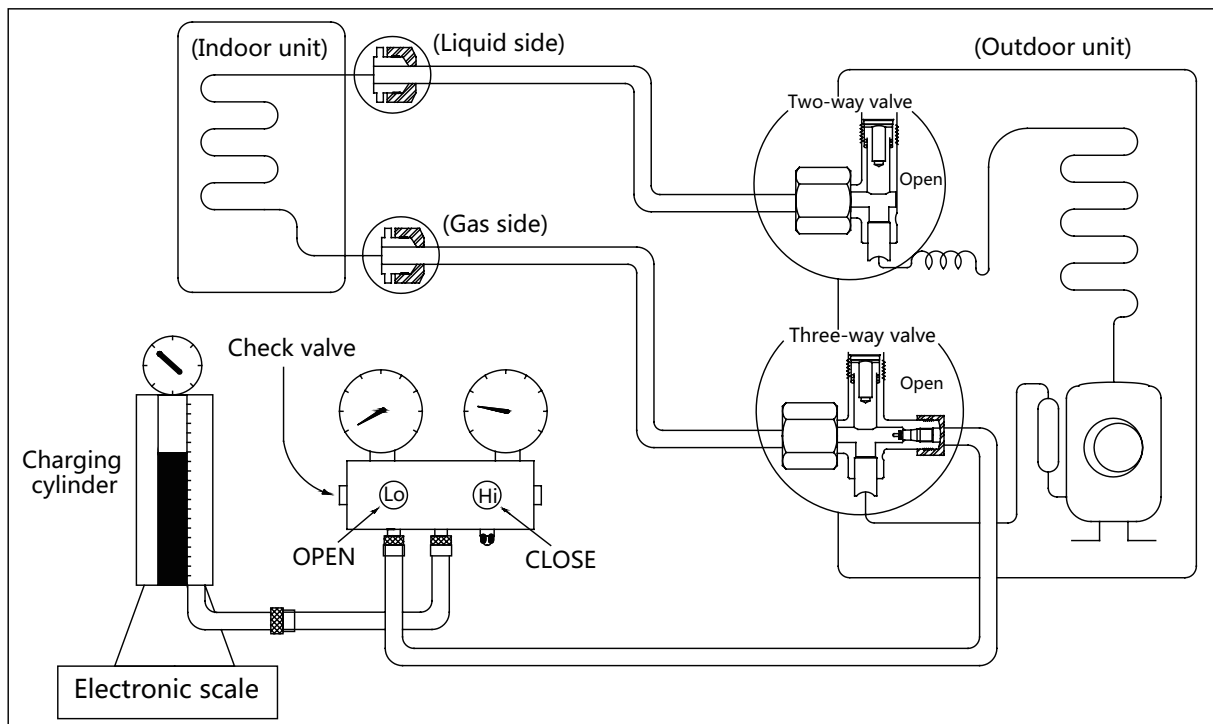 (Indoor unit)
(Liquid side)
(Outdoor unit)
Two-way valve
Open
(Gas side)
Three-way valve
Open
Check valve
Charging
cylinder
Lo
Hi
OPEN
CLOSE
Electronic scale